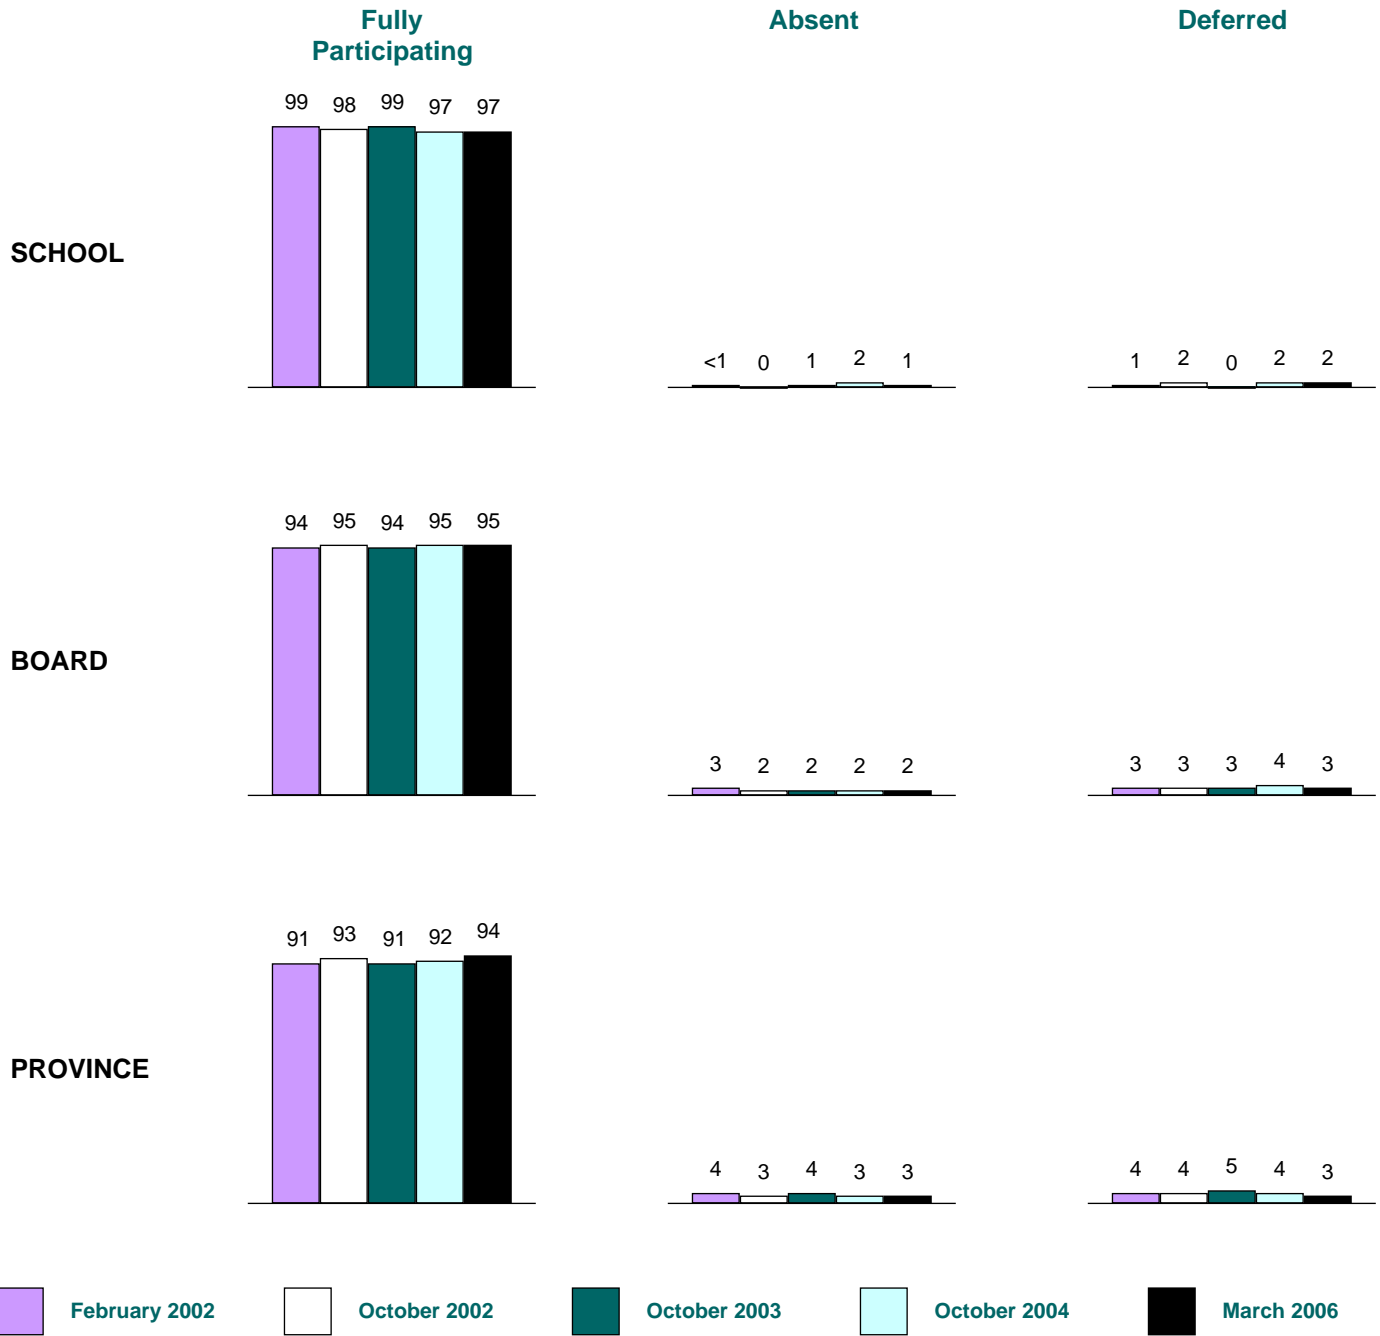 Fully Absent Deferred
Participating
99 98 99 97 97
SCHOOL
<1 0 1 2 1
1 2 0 2 2
94 95 94 95 95
BOARD
3 2 2 2 2
3 3 3 4 3
91 93 91 92 94
PROVINCE
4 3 4 3 3
4 4 5 4 3
February 2002 October 2002 October 2003 October 2004 March 2006